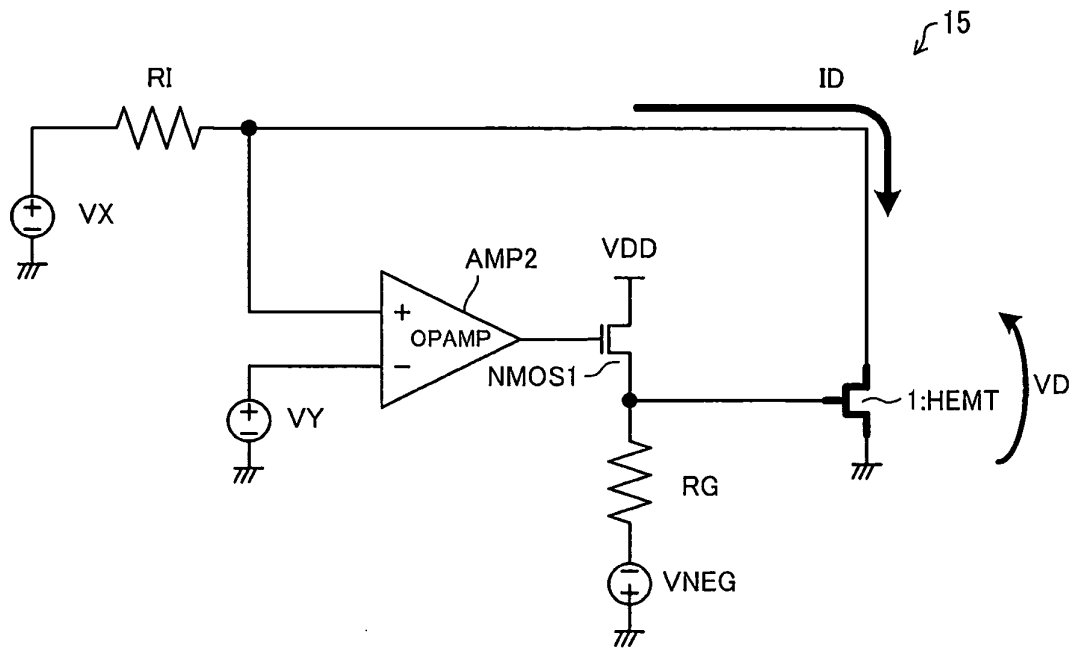 15
RI
ID
VX
+
−
VDD
AMP2
+
OPAMP
−
NMOS1
1:HEMT
VD
VY
+
−
RG
VNEG
−
+